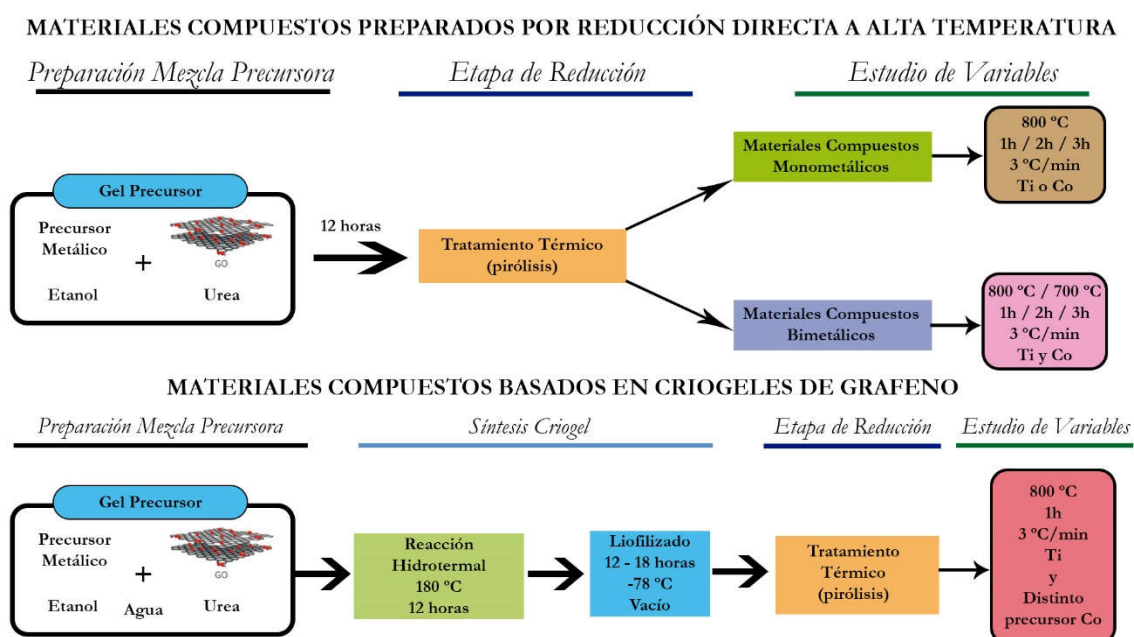 MATERIALES COMPUESTOS PREPARADOS POR REDUCCIÓN DIRECTA A ALTA TEMPERATURA
Preparación Mezcla Precursora
Etapa de Reducción
Estudio de Variables
Gel Precursor
Precursor
Metálico
+
GO
Etanol
Urea
12 horas
Tratamiento Térmico
(pirólisis)
Materiales Compuestos
Monometálicos
800 ºC
1h / 2h / 3h
3 ºC/min
Ti o Co
Materiales Compuestos
Bimetálicos
800 ºC / 700 ºC
1h / 2h / 3h
3 ºC/min
Ti y Co
MATERIALES COMPUESTOS BASADOS EN CRIOGELES DE GRAFENO
Preparación Mezcla Precursora
Síntesis Criogel
Etapa de Reducción
Estudio de Variables
Gel Precursor
Precursor
Metálico
+
GO
Etanol
Agua
Urea
Reacción
Hidrotermal
180 ºC
12 horas
Liofilizado
12 - 18 horas
-78 ºC
Vacío
Tratamiento
Térmico
(pirólisis)
800 ºC
1h
3 ºC/min
Ti
y
Distinto
precursor Co